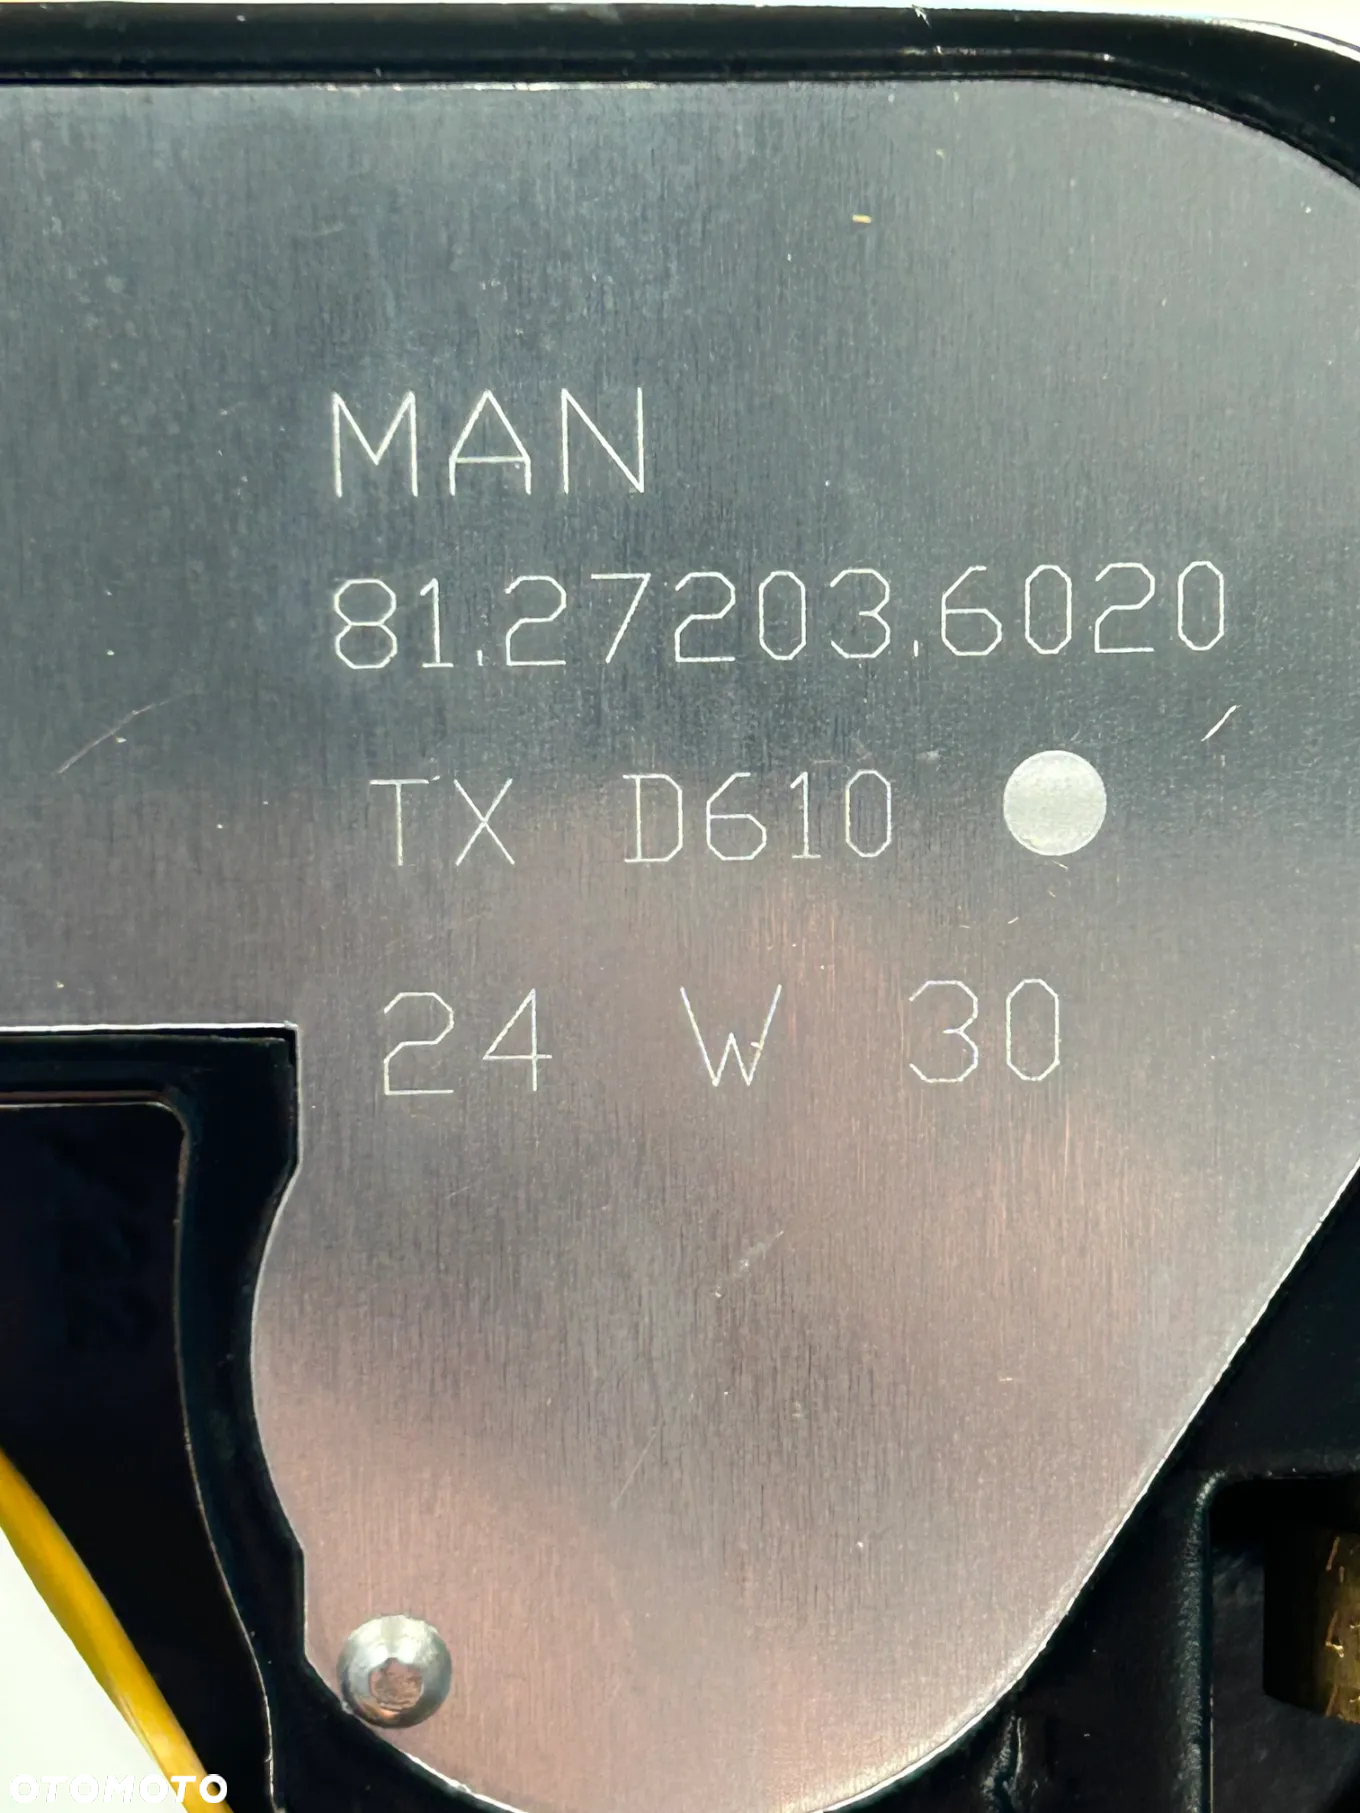 MAN
81.27203.6020
TX D610
24 W 30
OTOMOTO